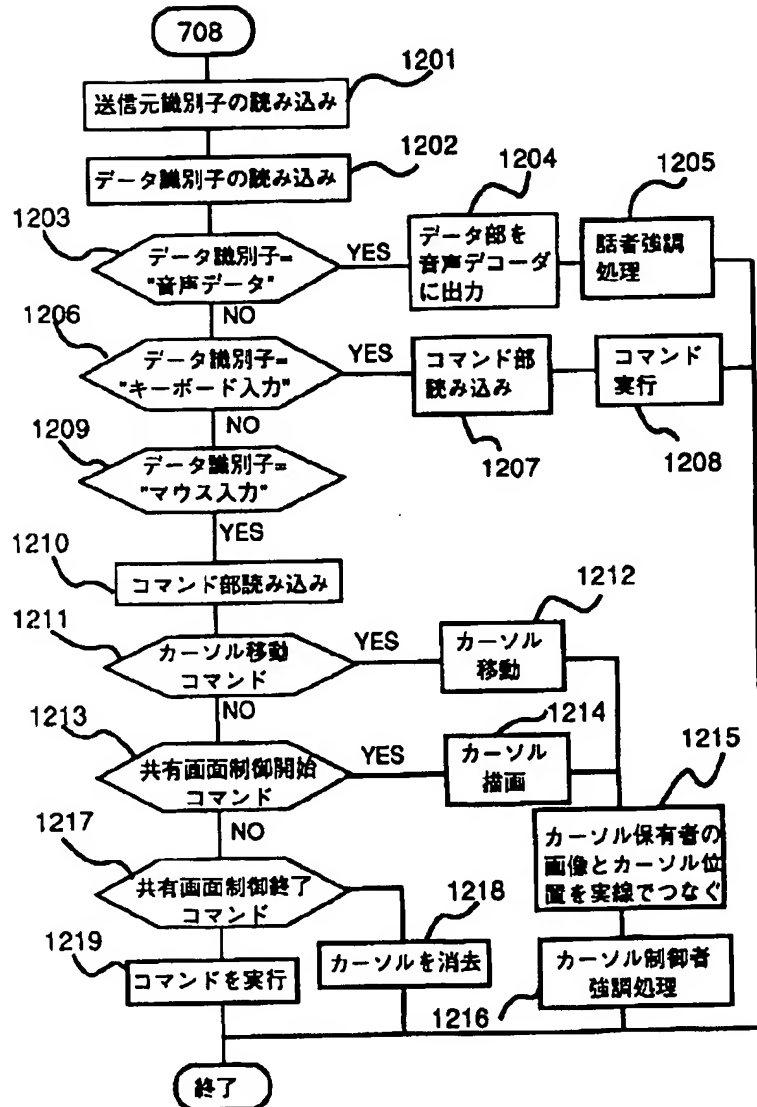 708
1201
送信元識別子の読み込み
1202
データ識別子の読み込み
1203
データ識別子=
"音声データ"
YES
NO
1204
データ部を
音声デコーダ
に出力
1205
話者強調
処理
1206
データ識別子=
"キーボード入力"
YES
NO
コマンド部
読み込み
1207
コマンド
実行
1208
1209
データ識別子=
"マウス入力"
YES
1210
コマンド部読み込み
1211
カーソル移動
コマンド
YES
NO
1212
カーソル
移動
1213
共有画面制御開始
コマンド
YES
NO
1214
カーソル
描画
1215
カーソル保有者の
画像とカーソル位
置を実線でつなぐ
1217
共有画面制御終了
コマンド
1218
カーソルを消去
カーソル制御者
強調処理
1216
1219
コマンドを実行
終了